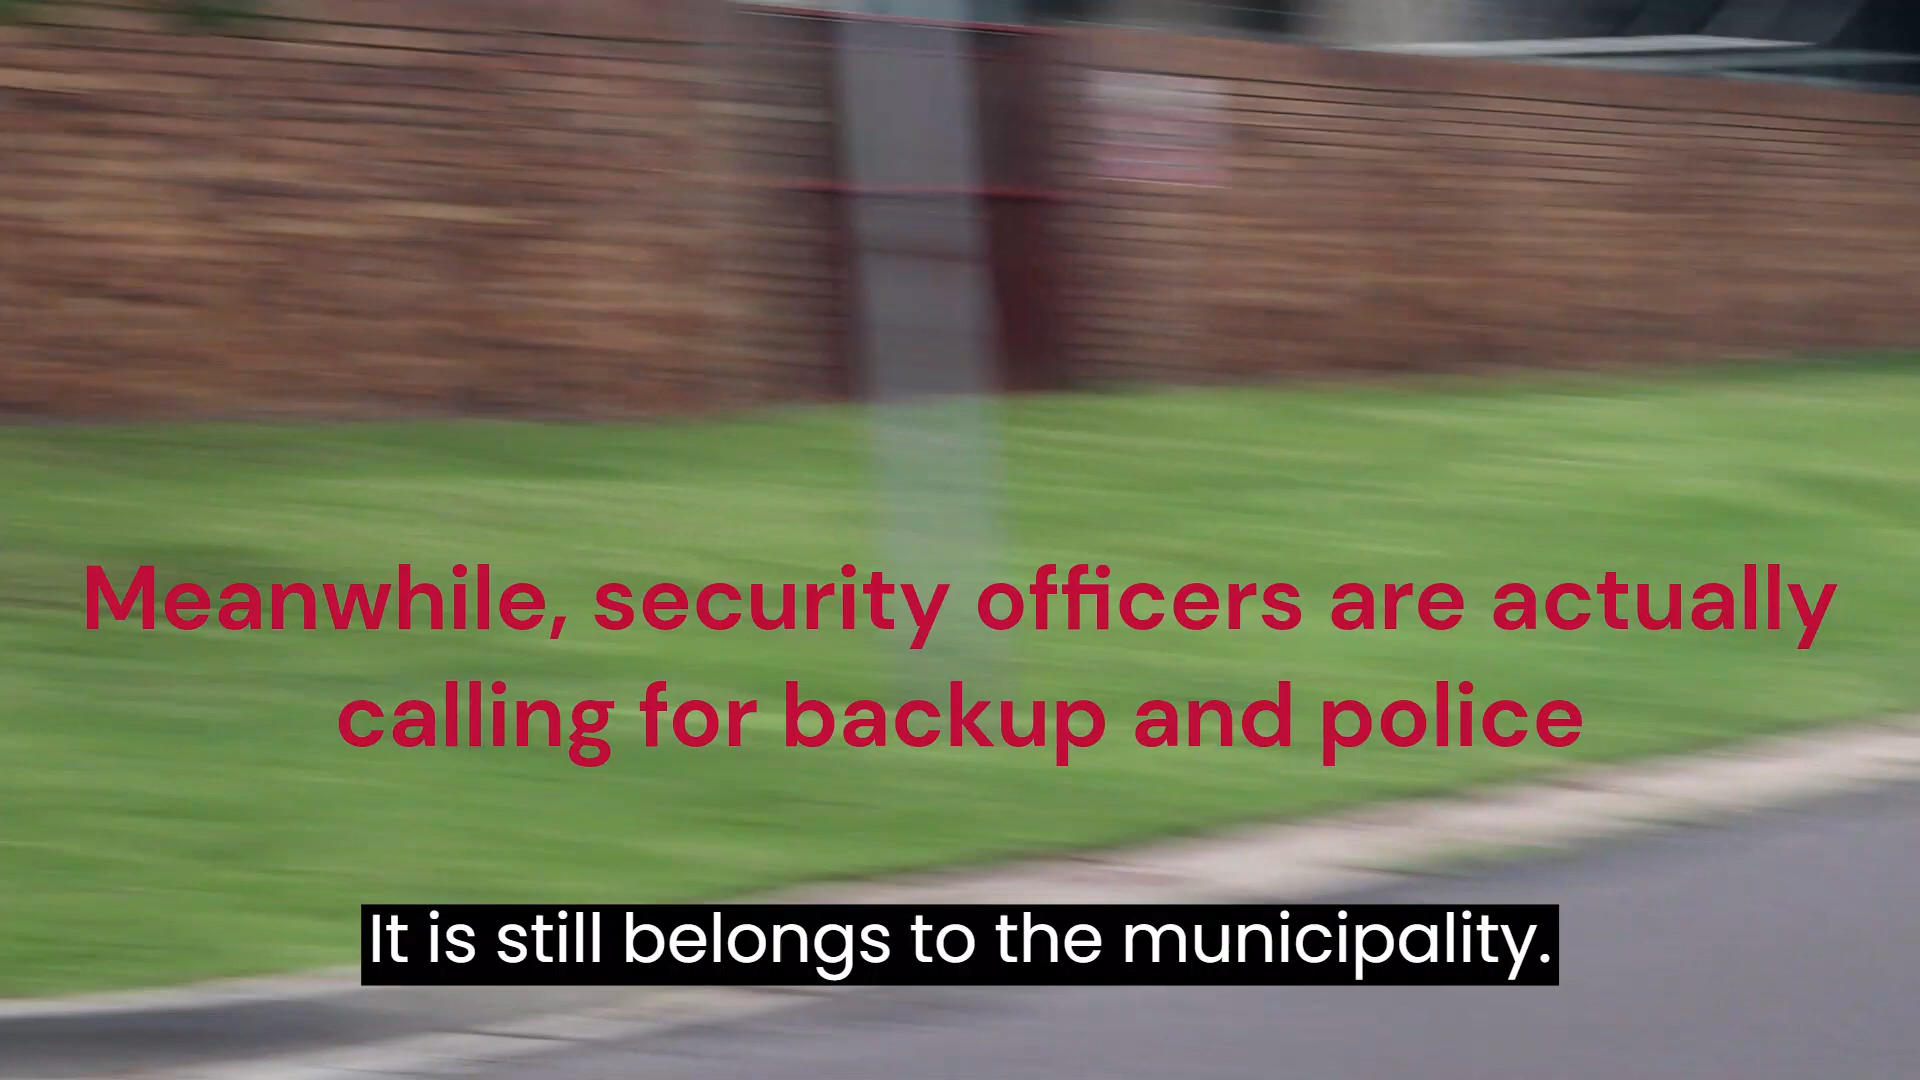 Meanwhile, security officers are actually
calling for backup and police
It is still belongs to the municipality.